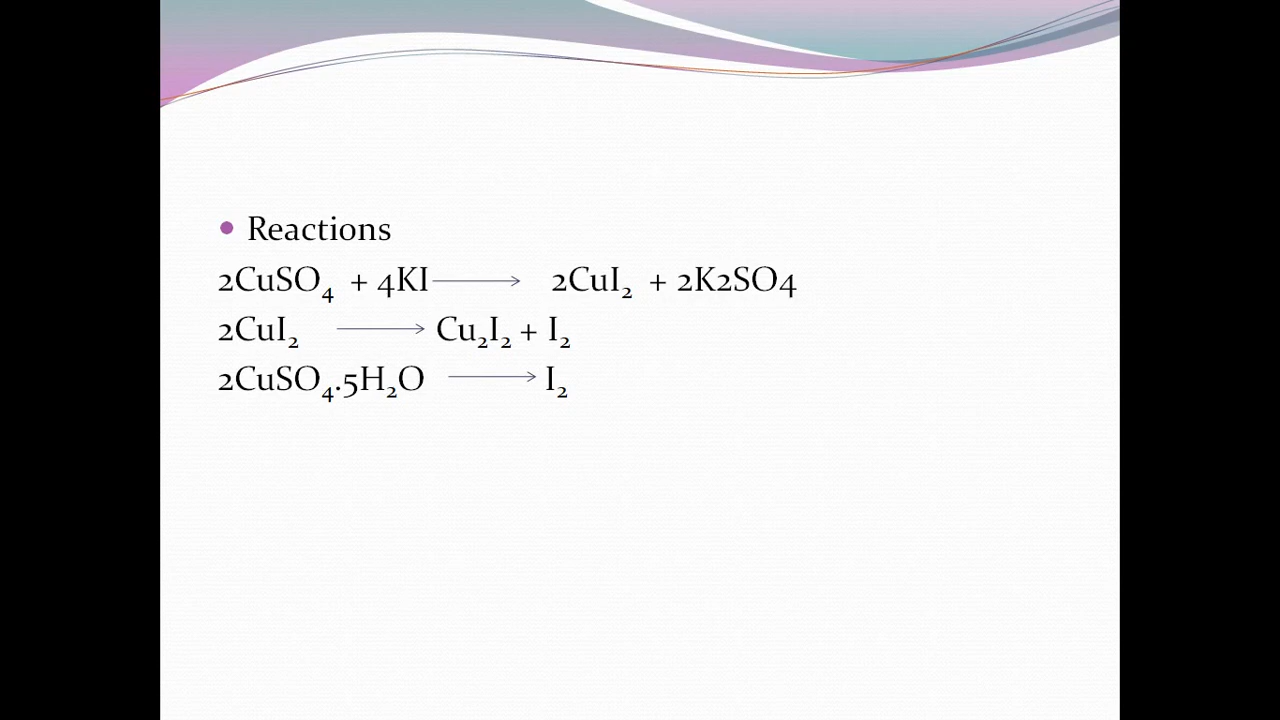 • Reactions
2CuSO₄ + 4KI ⟶ 2CuI₂ + 2K2SO4
2CuI₂ ⟶ Cu₂I₂ + I₂
2CuSO₄.5H₂O ⟶ I₂